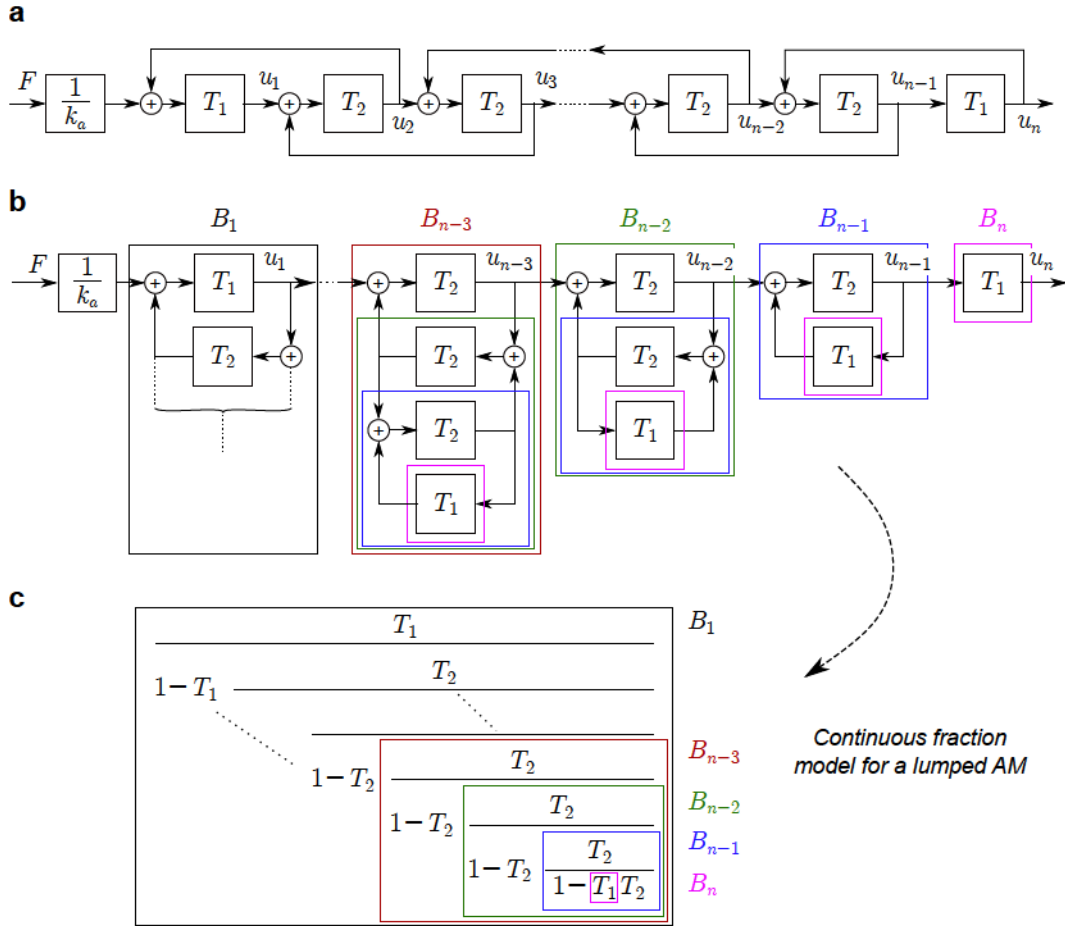 a
F 1/k_a + T_1 u_1 + T_2 u_2 + T_2 u_3 + T_2 u_{n-2} + T_2 u_{n-1} T_1 u_n
b
B_1 B_{n-3} B_{n-2} B_{n-1} B_n
F 1/k_a + T_1 u_1 + T_2 u_{n-3} + T_2 u_{n-2} + T_2 u_{n-1} T_1 u_n
T_2 + T_2 + T_2 + + T_1
+ T_2 T_1
T_1
c
T_1 B_1
1-T_1 T_2
1-T_2 T_2 B_{n-3}
1-T_2 T_2 B_{n-2}
1-T_2 T_2 B_{n-1}
1-T_1 T_2 B_n
Continuous fraction
model for a lumped AM